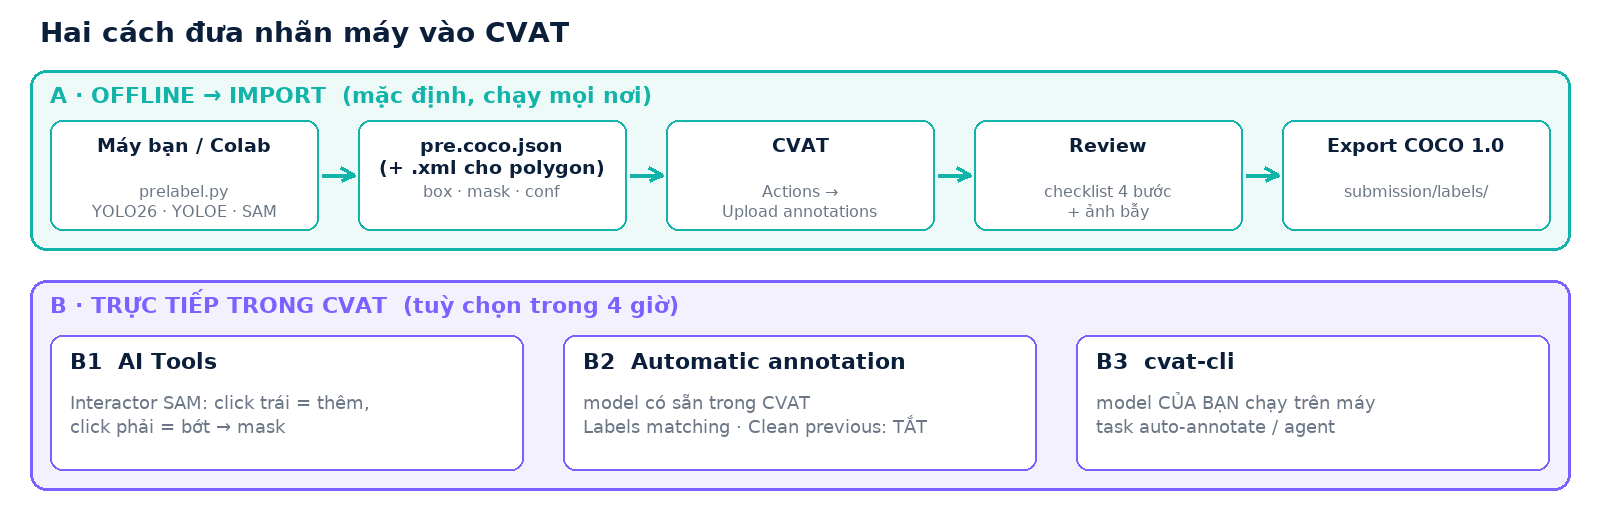 Hai cách đưa nhãn máy vào CVAT
A · OFFLINE → IMPORT (mặc định, chạy mọi nơi)
Máy bạn / Colab
prelabel.py
YOLO26 · YOLOE · SAM
pre.coco.json
(+ .xml cho polygon)
box · mask · conf
CVAT
Actions →
Upload annotations
Review
checklist 4 bước
+ ảnh bẫy
Export COCO 1.0
submission/labels/
B · TRỰC TIẾP TRONG CVAT (tuỳ chọn trong 4 giờ)
B1 AI Tools
Interactor SAM: click trái = thêm,
click phải = bớt → mask
B2 Automatic annotation
model có sẵn trong CVAT
Labels matching · Clean previous: TẮT
B3 cvat-cli
model CỦA BẠN chạy trên máy
task auto-annotate / agent